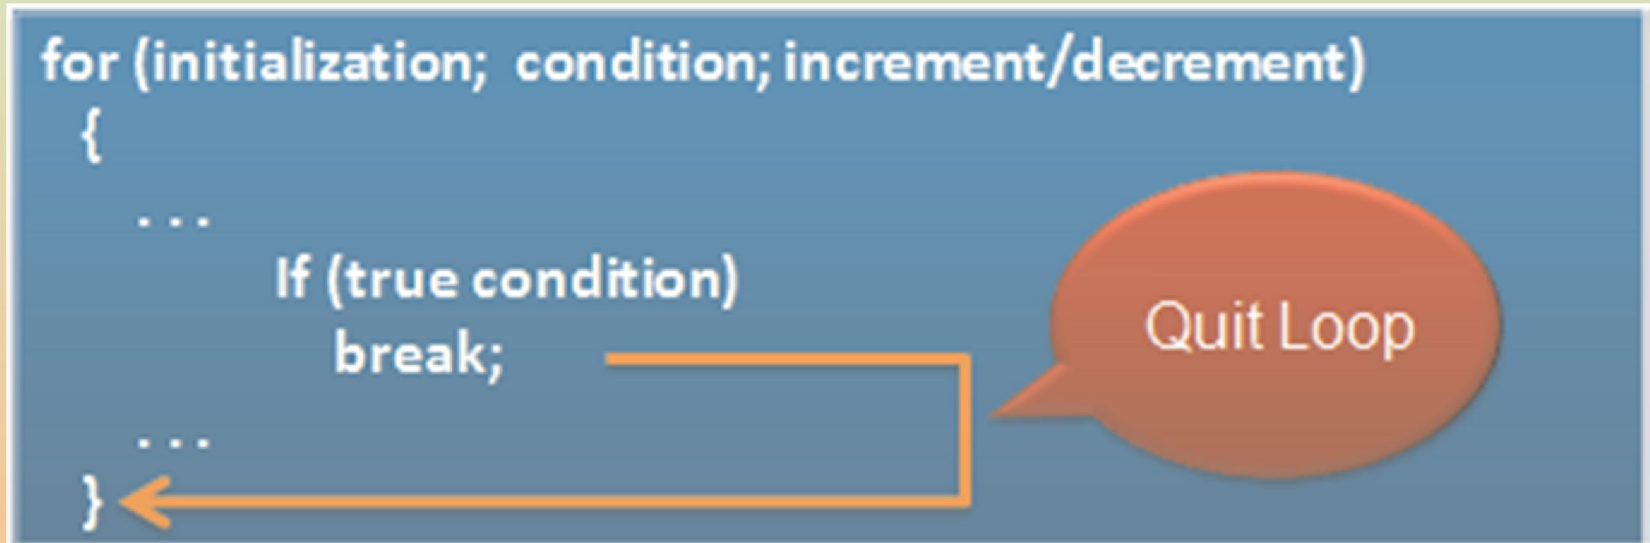 for (initialization; condition; increment/decrement)
{
...
If (true condition)
break;
Quit Loop
...
}